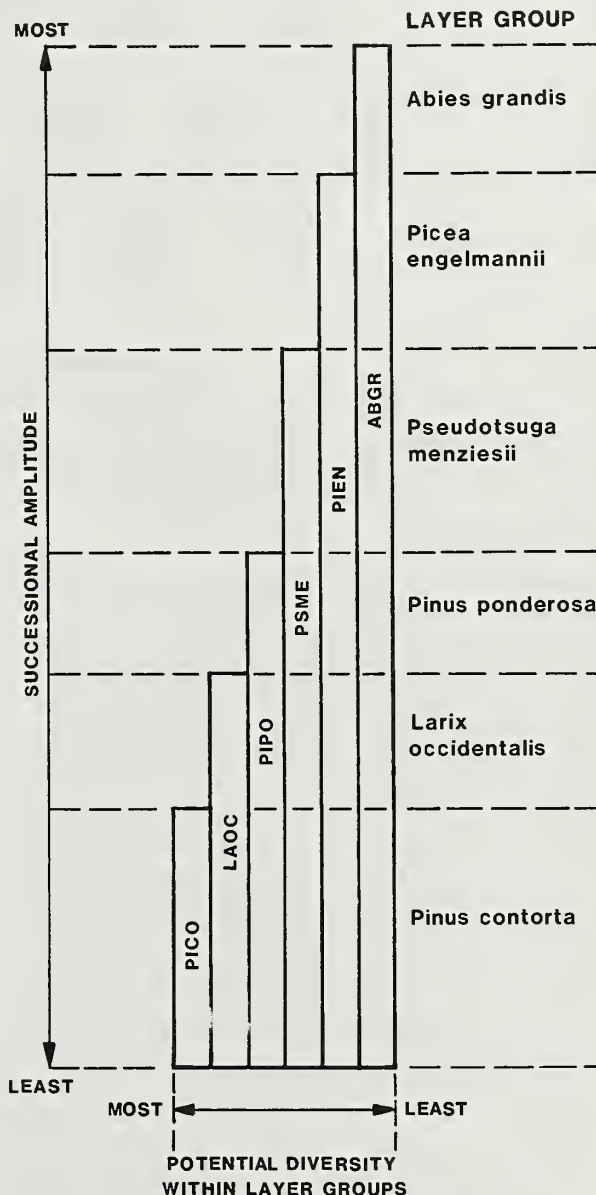 LAYER GROUP
MOST
Abies grandis
Picea
engelmannii
ABGR
Pseudotsuga
menziesii
SUCCESSIONAL AMPLITUDE
PIEN
PSME
Pinus ponderosa
PIPO
Larix
occidentalis
LAOC
Pinus contorta
PICO
LEAST
MOST
LEAST
POTENTIAL DIVERSITY
WITHIN LAYER GROUPS